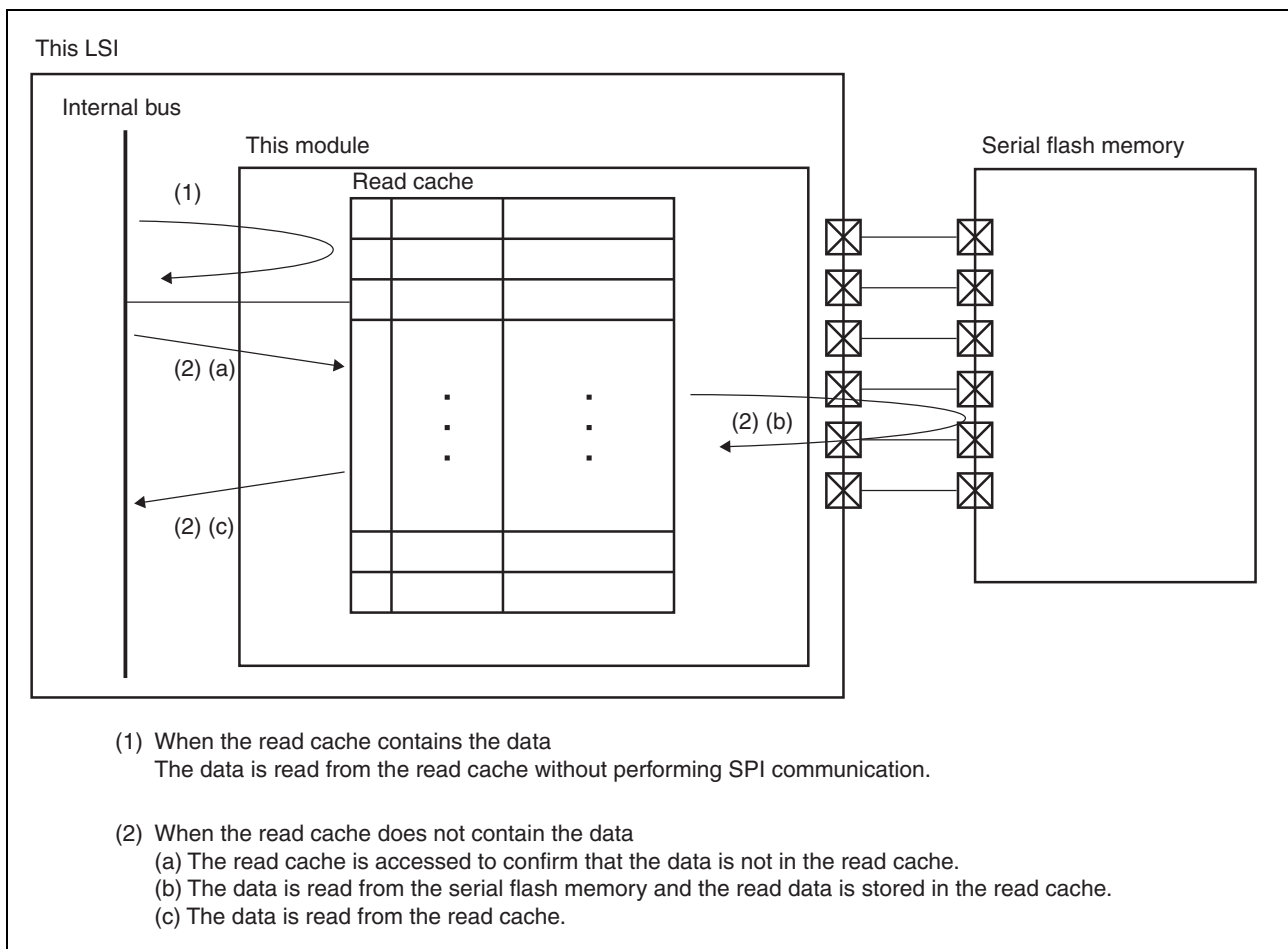 This LSI
Internal bus
This module
Serial flash memory
Read cache
(1)
(2) (a)
(2) (b)
(2) (c)
(1) When the read cache contains the data
The data is read from the read cache without performing SPI communication.
(2) When the read cache does not contain the data
(a) The read cache is accessed to confirm that the data is not in the read cache.
(b) The data is read from the serial flash memory and the read data is stored in the read cache.
(c) The data is read from the read cache.